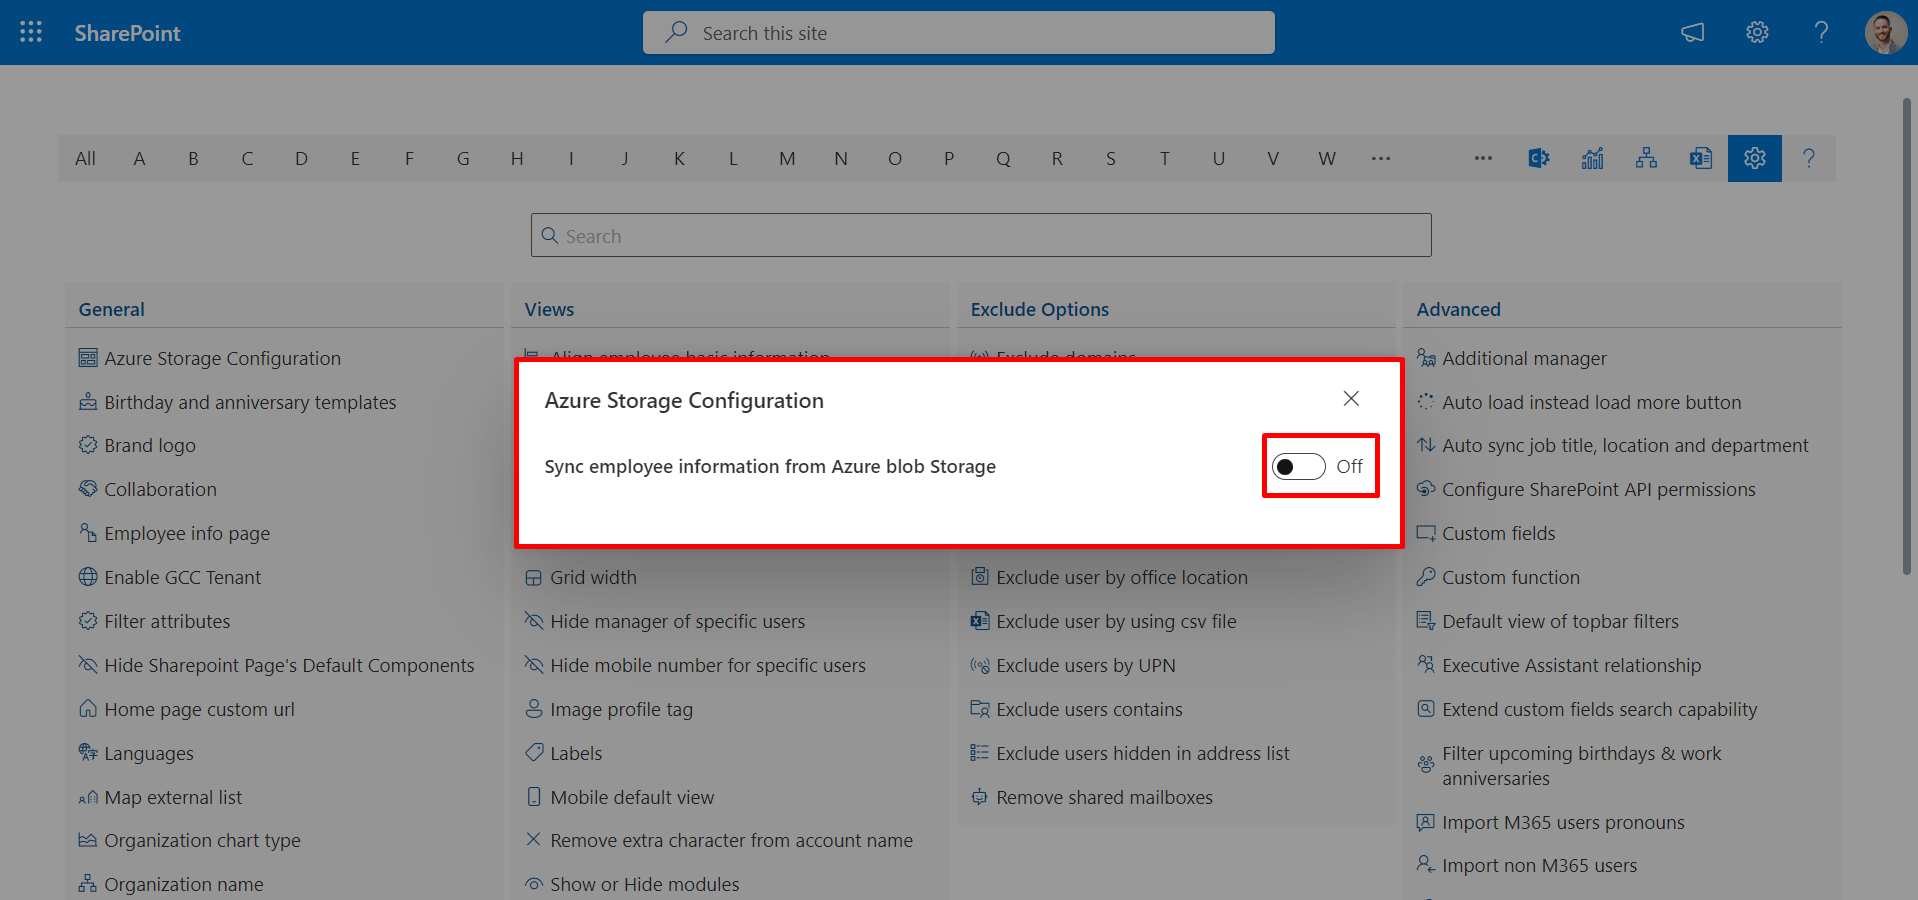 SharePoint
Search this site
All A B C D E F G H I J K L M N O P Q R S T U V W
Search
General
Azure Storage Configuration
Birthday and anniversary templates
Brand logo
Collaboration
Employee info page
Enable GCC Tenant
Filter attributes
Hide Sharepoint Page's Default Components
Home page custom url
Languages
Map external list
Organization chart type
Organization name
Views
Align employee basic information
Grid width
Hide manager of specific users
Hide mobile number for specific users
Image profile tag
Labels
Mobile default view
Remove extra character from account name
Show or Hide modules
Exclude Options
Exclude domains
Exclude user by office location
Exclude user by using csv file
Exclude users by UPN
Exclude users contains
Exclude users hidden in address list
Remove shared mailboxes
Advanced
Additional manager
Auto load instead load more button
Auto sync job title, location and department
Configure SharePoint API permissions
Custom fields
Custom function
Default view of topbar filters
Executive Assistant relationship
Extend custom fields search capability
Filter upcoming birthdays & work
anniversaries
Import M365 users pronouns
Import non M365 users
Azure Storage Configuration
Sync employee information from Azure blob Storage
Off